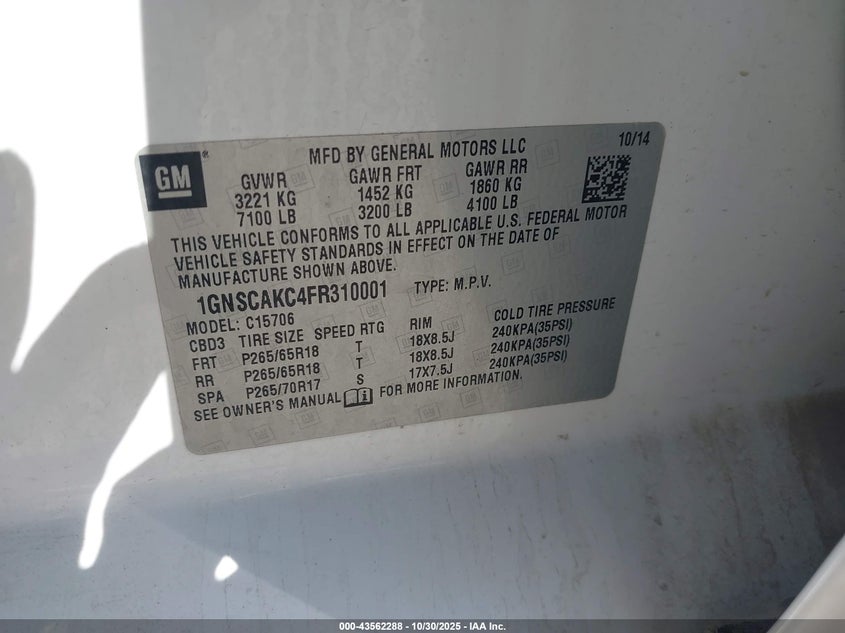 GM ® MFD BY GENERAL MOTORS LLC 10/14
GVWR GAWR FRT GAWR RR
3221 KG 1452 KG 1860 KG
7100 LB 3200 LB 4100 LB
THIS VEHICLE CONFORMS TO ALL APPLICABLE U.S. FEDERAL MOTOR
VEHICLE SAFETY STANDARDS IN EFFECT ON THE DATE OF
MANUFACTURE SHOWN ABOVE.
1GNSCAKC4FR310001 TYPE: M.P.V.
MODEL: C15706
CBD3 TIRE SIZE SPEED RTG RIM COLD TIRE PRESSURE
FRT P265/65R18 T 18X8.5J 240KPA(35PSI)
RR P265/65R18 T 18X8.5J 240KPA(35PSI)
SPA P265/70R17 S 17X7.5J 240KPA(35PSI)
SEE OWNER'S MANUAL FOR MORE INFORMATION.
000-43562288 - 10/30/2025 - IAA Inc.